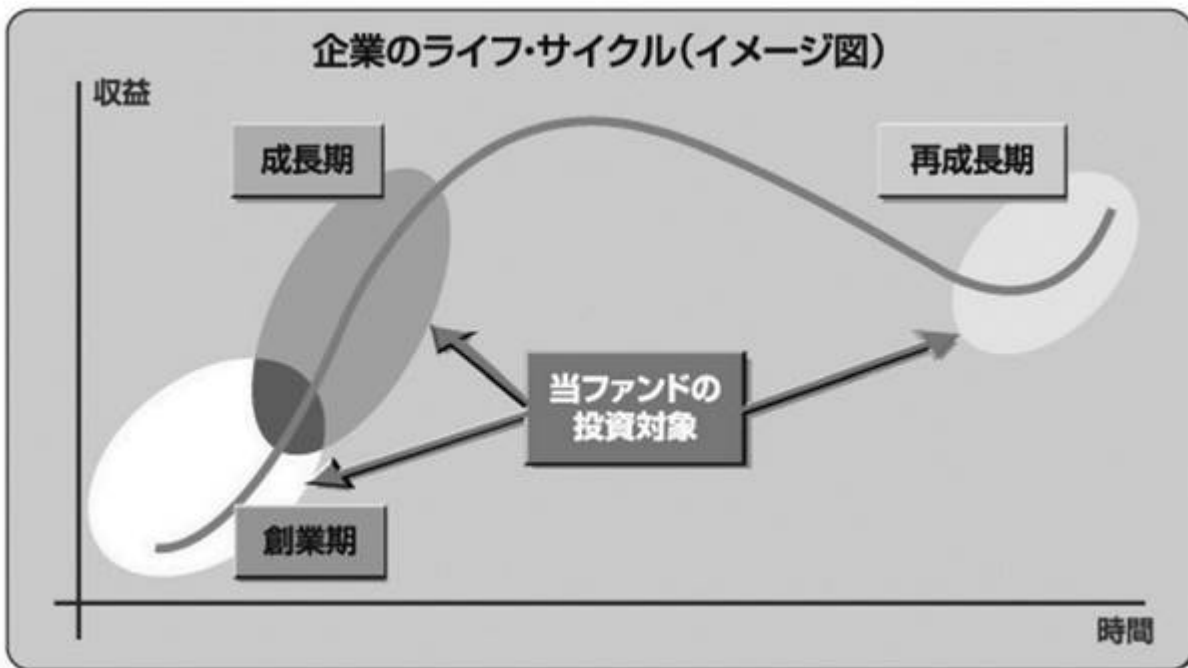 企業のライフ・サイクル(イメージ図)
収益
成長期
再成長期
当ファンドの
投資対象
創業期
時間